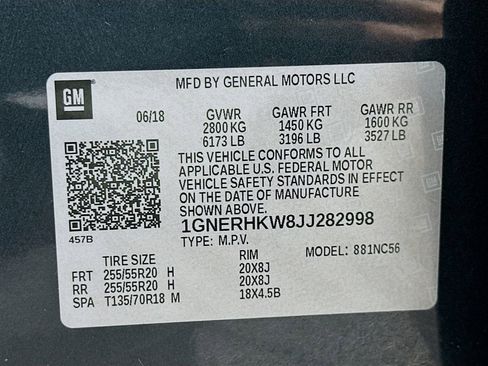 GM
MFD BY GENERAL MOTORS LLC
06/18 GVWR GAWR FRT GAWR RR
2800 KG 1450 KG 1600 KG
6173 LB 3196 LB 3527 LB
THIS VEHICLE CONFORMS TO ALL
APPLICABLE U.S. FEDERAL MOTOR
VEHICLE SAFETY STANDARDS IN EFFECT
ON THE DATE OF MANUFACTURE
SHOWN ABOVE.
1GNERHKW8JJ282998
457B TYPE: M.P.V. MODEL: 881NC56
TIRE SIZE RIM
FRT 255/55R20 H 20X8J
RR 255/55R20 H 20X8J
SPA T135/70R18 M 18X4.5B